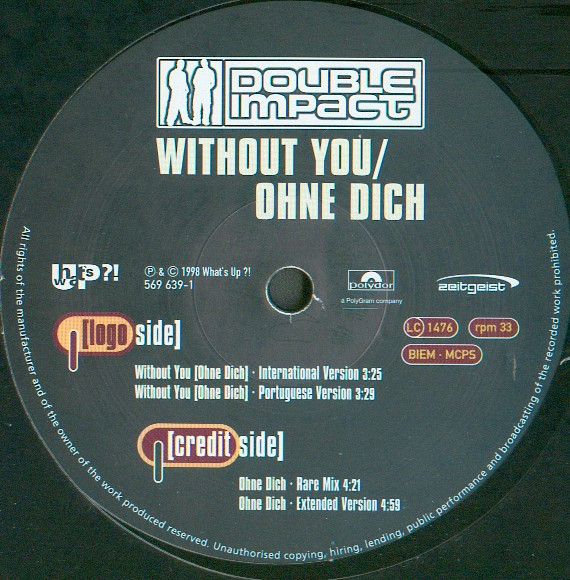 DOUBLE
IMPACT
WITHOUT YOU/
OHNE DICH
what's UP ?!
℗ & © 1998 What's Up ?!
569 639-1
polydor
a PolyGram company
zeitgeist
LC 1476
rpm 33
BIEM · MCPS
[logo side]
Without You [Ohne Dich] · International Version 3:25
Without You [Ohne Dich] · Portuguese Version 3:29
[credit side]
Ohne Dich · Rare Mix 4:21
Ohne Dich · Extended Version 4:59
All rights of the manufacturer and of the owner of the work produced reserved. Unauthorised copying, hiring, lending, public performance and broadcasting of the recorded work prohibited.